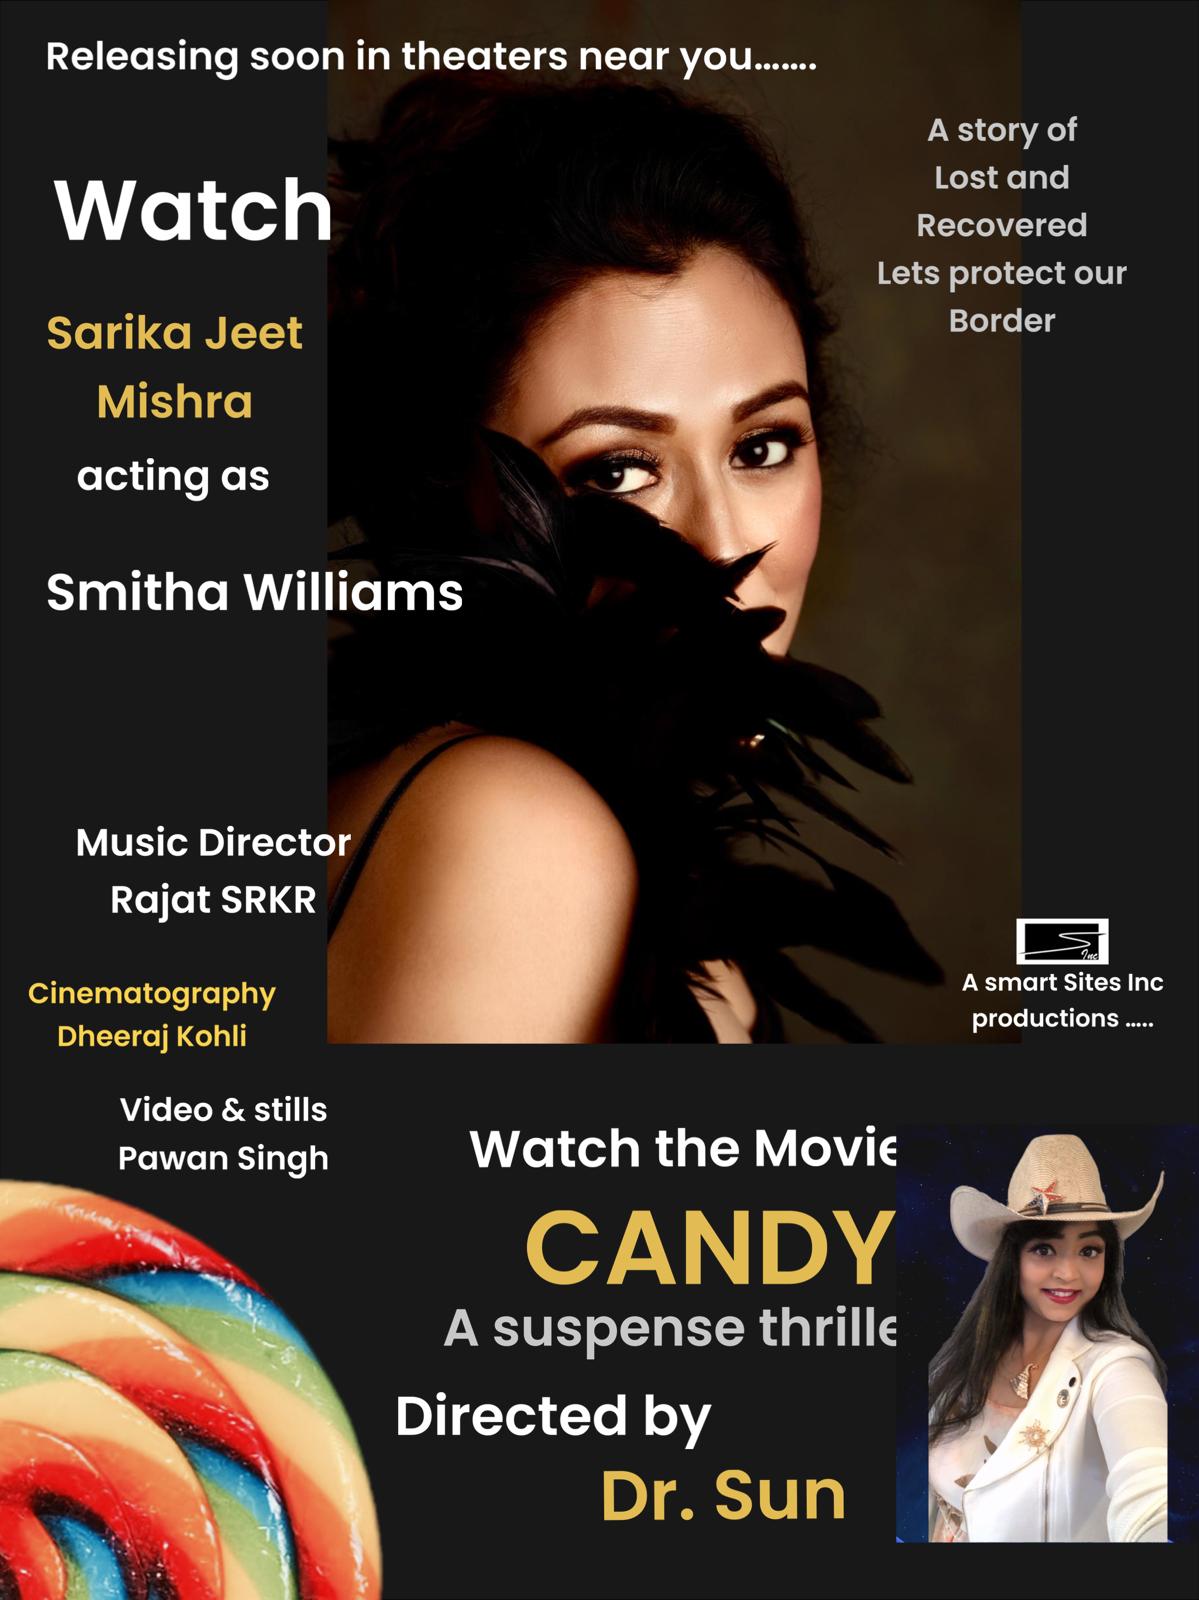 Releasing soon in theaters near you.......
A story of
Lost and
Recovered
Lets protect our
Border
Watch
Sarika Jeet
Mishra
acting as
Smitha Williams
Music Director
Rajat SRKR
Cinematography
Dheeraj Kohli
Video & stills
Pawan Singh
S Inc
A smart Sites Inc
productions .....
Watch the Movie
CANDY
A suspense thrille
Directed by
Dr. Sun